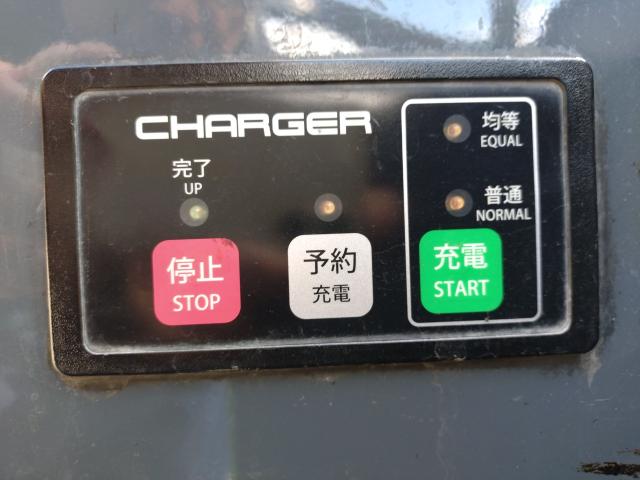 CHARGER
均等
EQUAL
完了
UP
普通
NORMAL
停止
STOP
予約
充電
充電
START